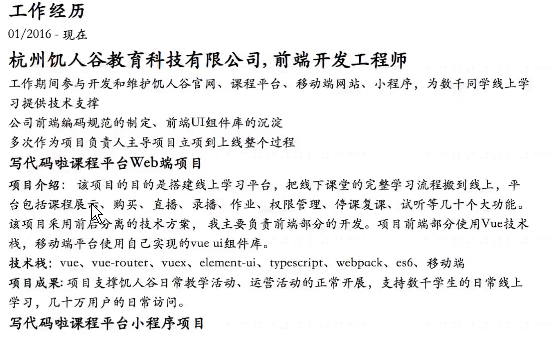 工作经历
01/2016 - 现在
杭州饥人谷教育科技有限公司, 前端开发工程师
工作期间参与开发和维护饥人谷官网、课程平台、移动端网站、小程序，为数千同学线上学
习提供技术支撑
公司前端编码规范的制定、前端UI组件库的沉淀
多次作为项目负责人主导项目立项到上线整个过程
写代码啦课程平台Web端项目
项目介绍： 该项目的目的是搭建线上学习平台，把线下课堂的完整学习流程搬到线上，平
台包括课程展示、购买、直播、录播、作业、权限管理、停课复课、试听等几十个大功能。
该项目采用前后分离的技术方案， 我主要负责前端部分的开发。项目前端部分使用Vue技术
栈，移动端平台使用自己实现的vue ui组件库。
技术栈：vue、vue-router、vuex、element-ui、typescript、webpack、es6、移动端
项目成果: 项目支撑饥人谷日常教学活动、运营活动的正常开展，支持数千学生的日常线上
学习，几十万用户的日常访问。
写代码啦课程平台小程序项目